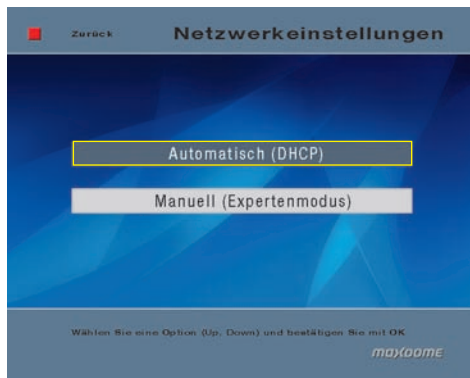 Zurück
Netzwerkeinstellungen
Automatisch (DHCP)
Manuell (Expertenmodus)
Wählen Sie eine Option (Up, Down) und bestätigen Sie mit OK
maxdome